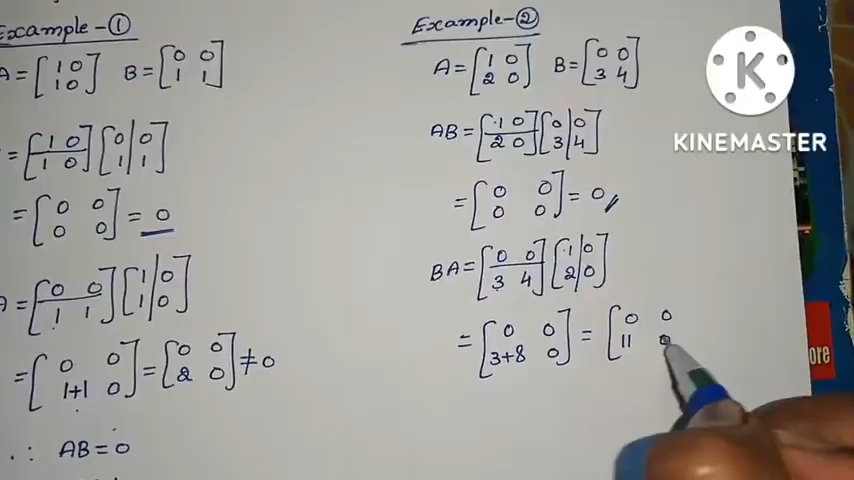 Example-①
A = [1 0 / 1 0] B = [0 0 / 1 1]
= [1 0 / 1 0] [0 0 / 1 1]
= [0 0 / 0 0] = 0
A = [0 0 / 1 1] [1 0 / 1 0]
= [0 0 / 1+1 0] = [0 0 / 2 0] ≠ 0
∴ AB = 0
Example-②
A = [1 0 / 2 0] B = [0 0 / 3 4]
AB = [1 0 / 2 0] [0 0 / 3 4]
= [0 0 / 0 0] = 0
BA = [0 0 / 3 4] [1 0 / 2 0]
= [0 0 / 3+8 0] = [0 0 / 11 0]
K
KINEMASTER
ore